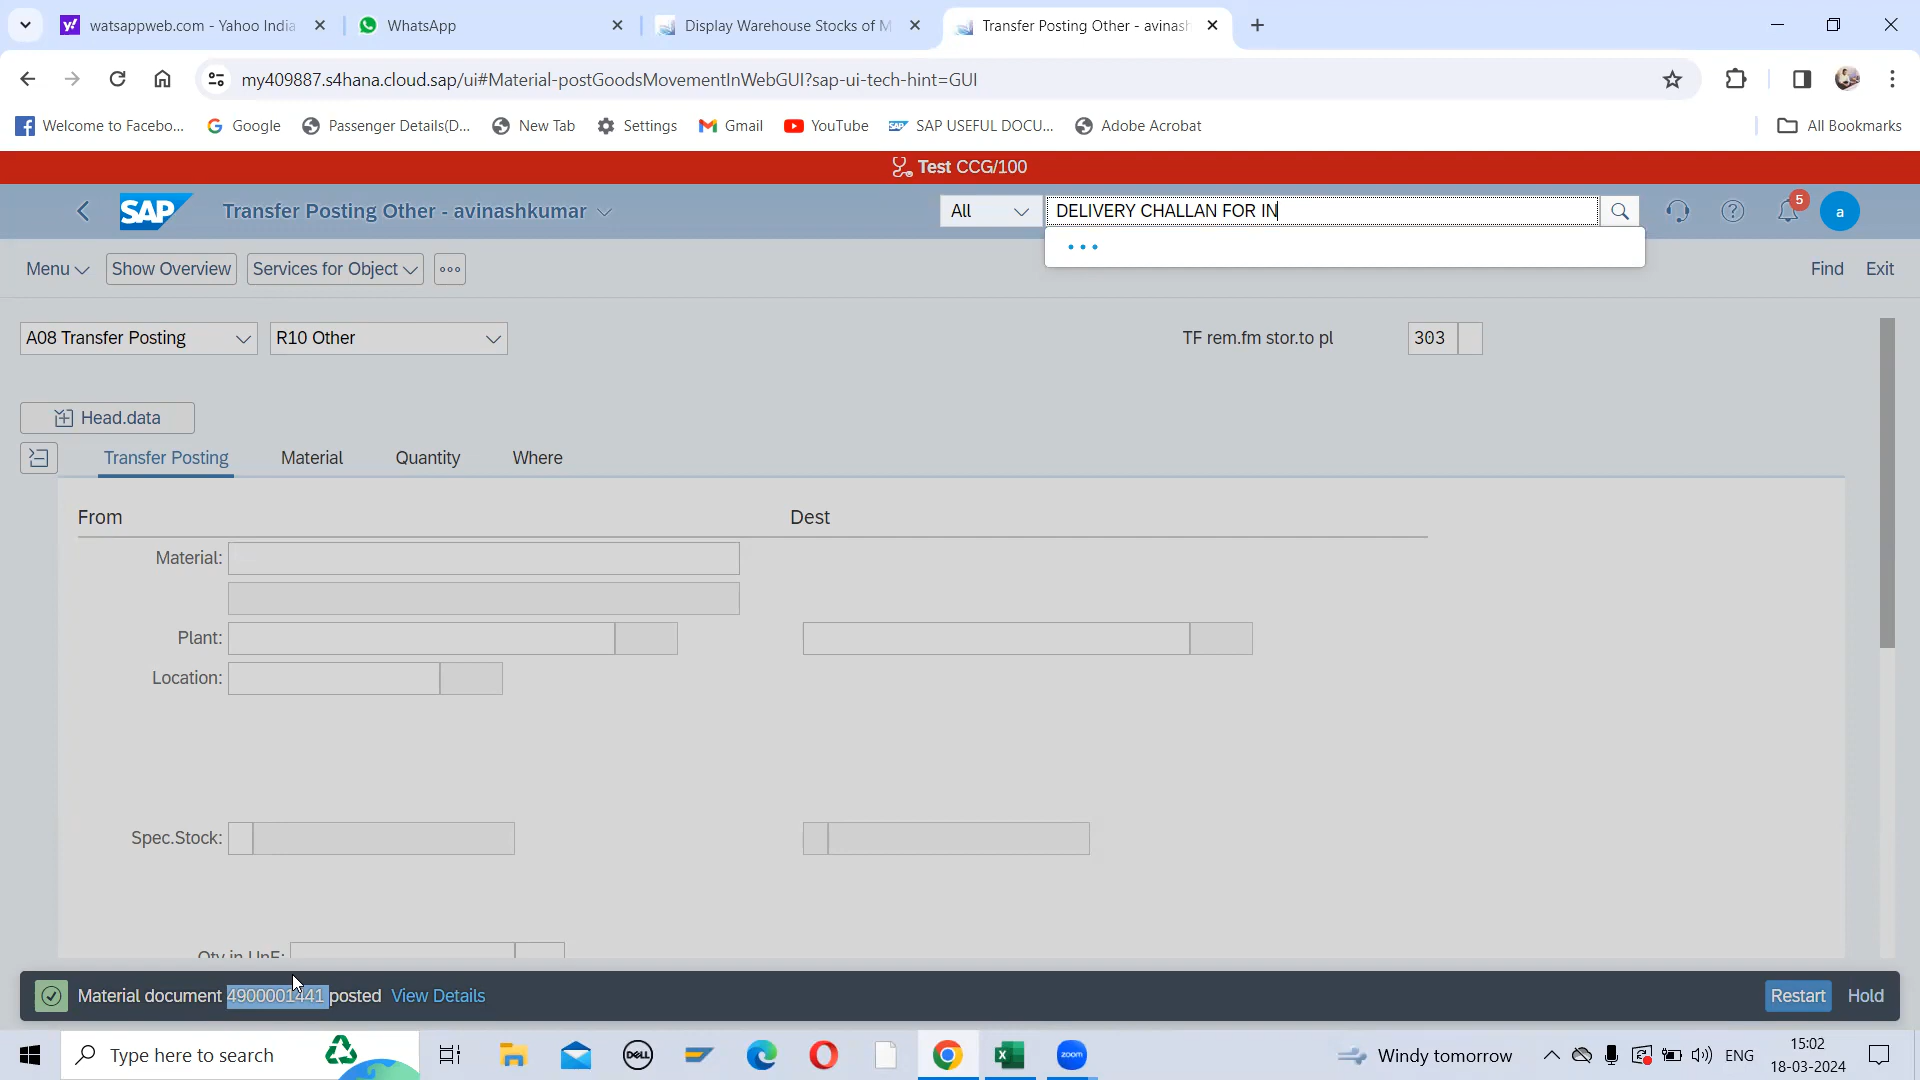 watsappweb.com - Yahoo India
WhatsApp
Display Warehouse Stocks of M
Transfer Posting Other - avinash
my409887.s4hana.cloud.sap/ui#Material-postGoodsMovementInWebGUI?sap-ui-tech-hint=GUI
Welcome to Facebo...
Google
Passenger Details(D...
New Tab
Settings
Gmail
YouTube
SAP USEFUL DOCU...
Adobe Acrobat
All Bookmarks
Test CCG/100
SAP
Transfer Posting Other - avinashkumar
All
DELIVERY CHALLAN FOR IN
5
a
Menu
Show Overview
Services for Object
Find
Exit
A08 Transfer Posting
R10 Other
TF rem.fm stor.to pl
303
Head.data
Transfer Posting
Material
Quantity
Where
From
Dest
Material:
Plant:
Location:
Spec.Stock:
Qty in UnE:
Material document 4900001441 posted View Details
Restart
Hold
Type here to search
DELL
zoom
Windy tomorrow
ENG
15:02
18-03-2024